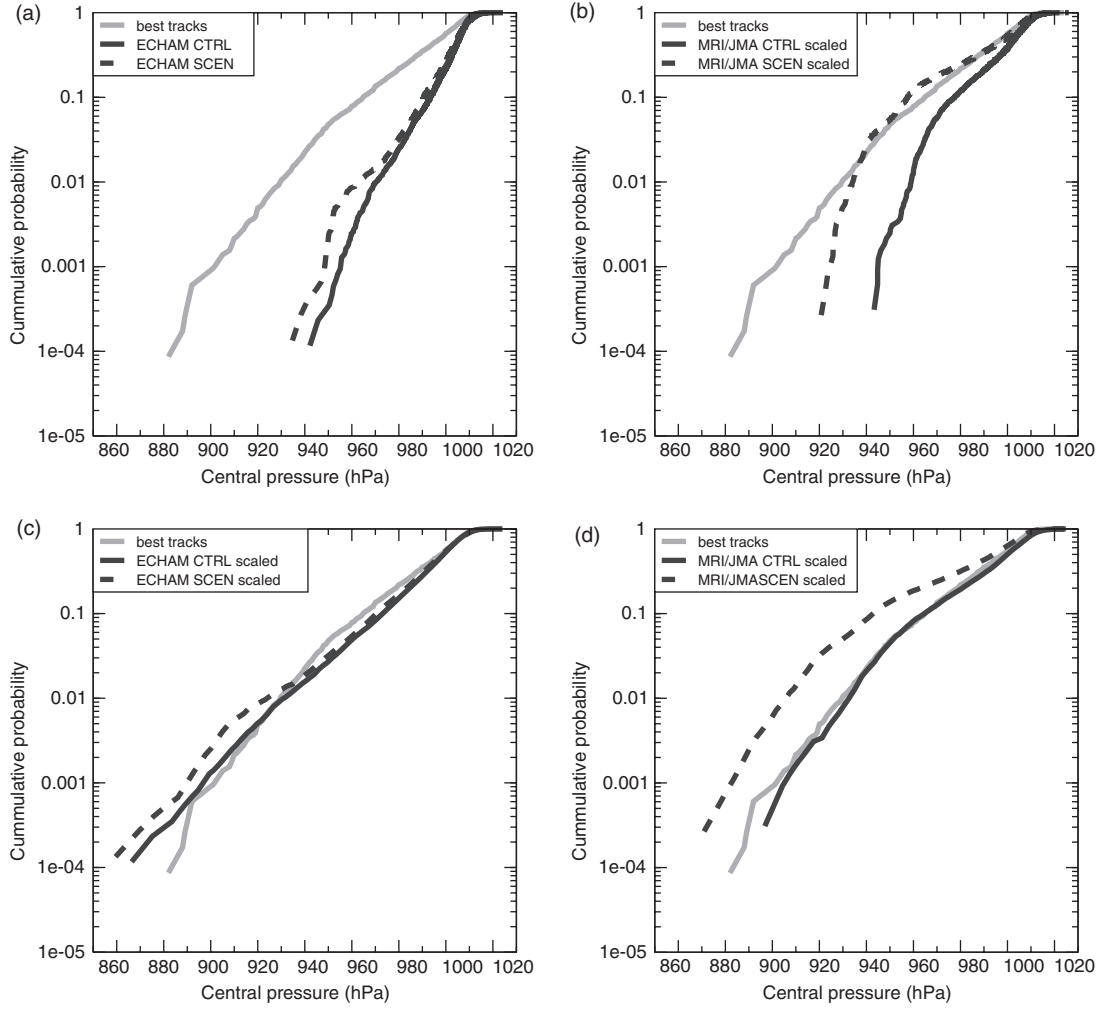 (a)
best tracks
ECHAM CTRL
ECHAM SCEN
1
0.1
0.01
0.001
1e-04
1e-05
Cummulative probability
860 880 900 920 940 960 980 1000 1020
Central pressure (hPa)
(b)
best tracks
MRI/JMA CTRL scaled
MRI/JMA SCEN scaled
1
0.1
0.01
0.001
1e-04
1e-05
Cummulative probability
860 880 900 920 940 960 980 1000 1020
Central pressure (hPa)
(c)
best tracks
ECHAM CTRL scaled
ECHAM SCEN scaled
1
0.1
0.01
0.001
1e-04
1e-05
Cummulative probability
860 880 900 920 940 960 980 1000 1020
Central pressure (hPa)
(d)
best tracks
MRI/JMA CTRL scaled
MRI/JMASCEN scaled
1
0.1
0.01
0.001
1e-04
1e-05
Cummulative probability
860 880 900 920 940 960 980 1000 1020
Central pressure (hPa)